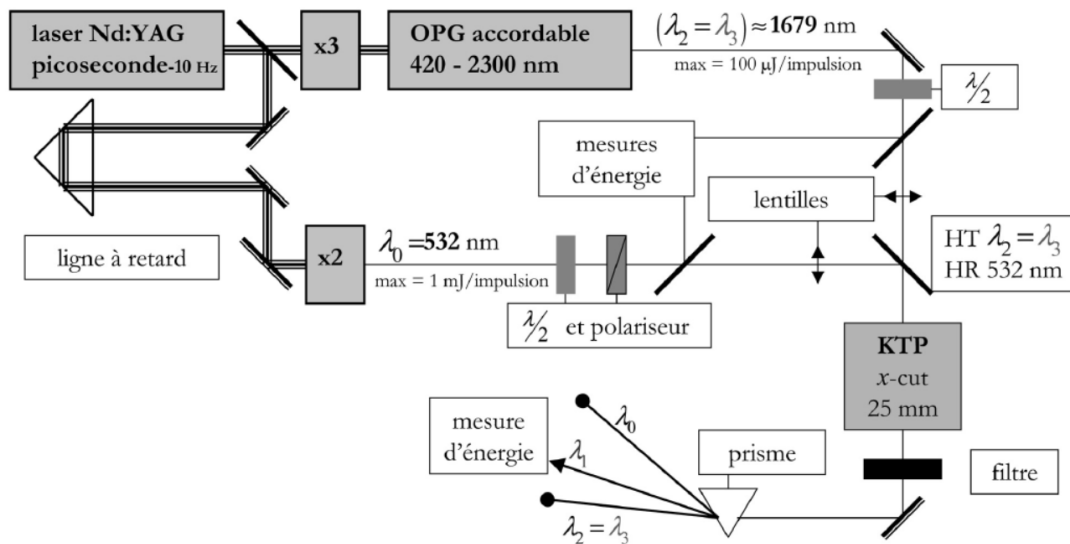 laser Nd:YAG
picoseconde-10 Hz
x3
OPG accordable
420 - 2300 nm
(λ₂ = λ₃) ≈ 1679 nm
max = 100 µJ/impulsion
λ/2
mesures
d'énergie
lentilles
ligne à retard
x2
λ₀ =532 nm
max = 1 mJ/impulsion
HT λ₂ = λ₃
HR 532 nm
λ/2 et polariseur
KTP
x-cut
25 mm
mesure
d'énergie
λ₀
λ₁
λ₂ = λ₃
prisme
filtre